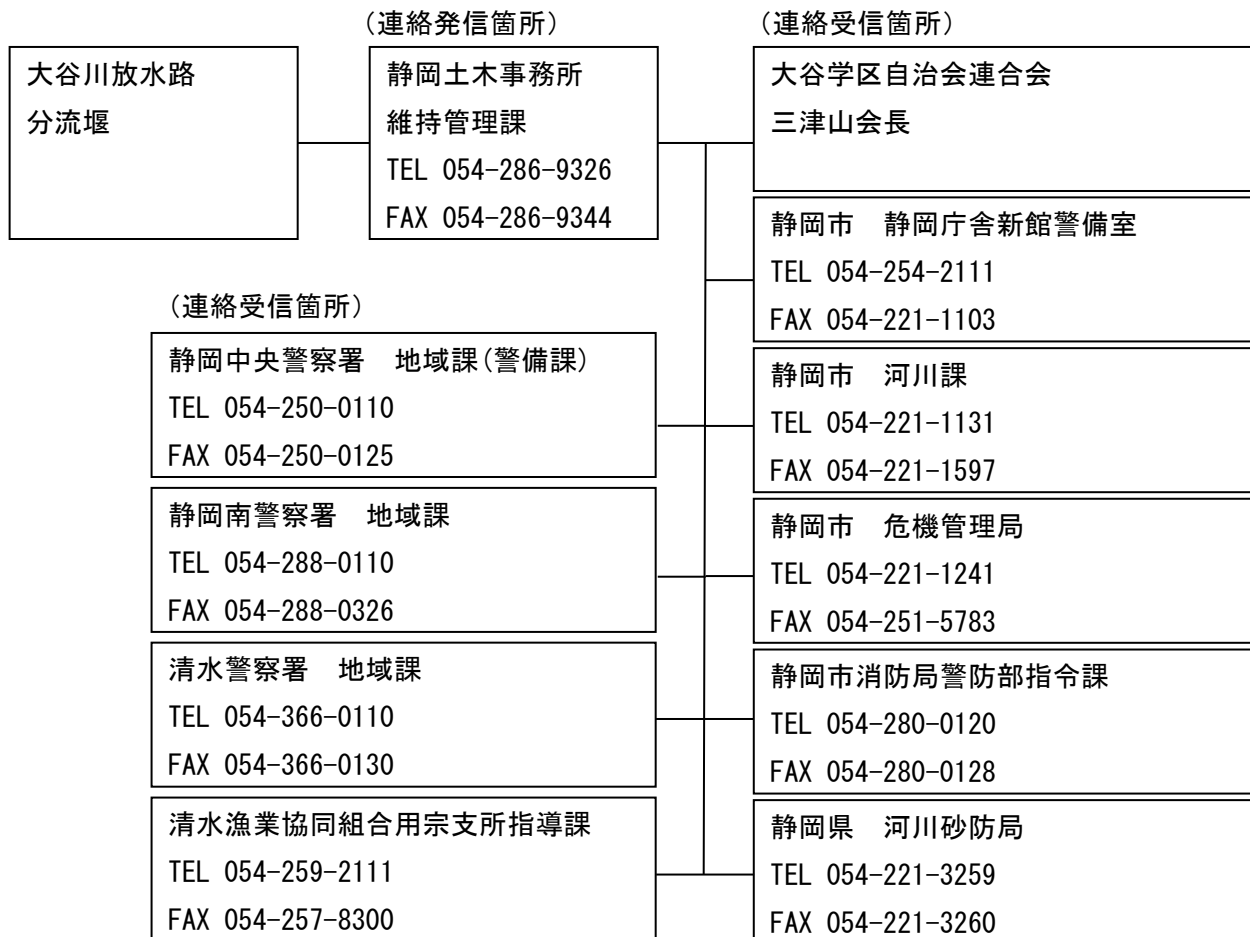 (連絡発信箇所)
(連絡受信箇所)
大谷川放水路
分流堰
静岡土木事務所
維持管理課
TEL 054-286-9326
FAX 054-286-9344
大谷学区自治会連合会
三津山会長
静岡市　静岡庁舎新館警備室
TEL 054-254-2111
FAX 054-221-1103
静岡市　河川課
TEL 054-221-1131
FAX 054-221-1597
静岡市　危機管理局
TEL 054-221-1241
FAX 054-251-5783
静岡市消防局警防部指令課
TEL 054-280-0120
FAX 054-280-0128
静岡県　河川砂防局
TEL 054-221-3259
FAX 054-221-3260
(連絡受信箇所)
静岡中央警察署　地域課(警備課)
TEL 054-250-0110
FAX 054-250-0125
静岡南警察署　地域課
TEL 054-288-0110
FAX 054-288-0326
清水警察署　地域課
TEL 054-366-0110
FAX 054-366-0130
清水漁業協同組合用宗支所指導課
TEL 054-259-2111
FAX 054-257-8300